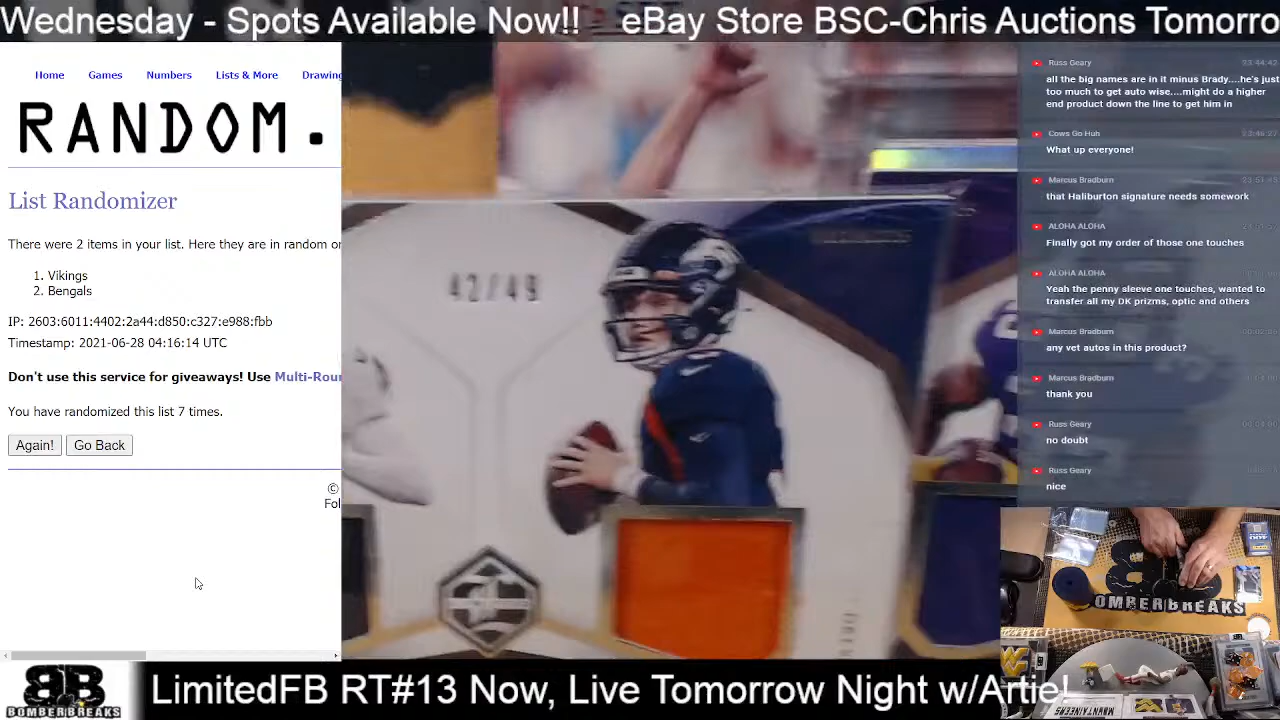 Wednesday - Spots Available Now!! eBay Store BSC-Chris Auctions Tomorro
Home Games Numbers Lists & More Drawing
RANDOM.
List Randomizer
There were 2 items in your list. Here they are in random or
1. Vikings
2. Bengals
IP: 2603:6011:4402:2a44:d850:c327:e988:fbb
Timestamp: 2021-06-28 04:16:14 UTC
Don't use this service for giveaways! Use Multi-Rou
You have randomized this list 7 times.
Again! Go Back
©
Fol
42/49
Russ Geary
all the big names are in it minus Brady....he's just
too much to get auto wise....might do a higher
end product down the line to get him in
Cows Go Huh
What up everyone!
Marcus Bradburn
that Haliburton signature needs somework
ALOHA ALOHA
Finally got my order of those one touches
ALOHA ALOHA
Yeah the penny sleeve one touches, wanted to
transfer all my DK prizms, optic and others
Marcus Bradburn
any vet autos in this product?
Marcus Bradburn
thank you
Russ Geary
no doubt
Russ Geary
nice
OMBERBREAKS
MOUNTAINEERS
BOMBERBREAKS
LimitedFB RT#13 Now, Live Tomorrow Night w/Artie!